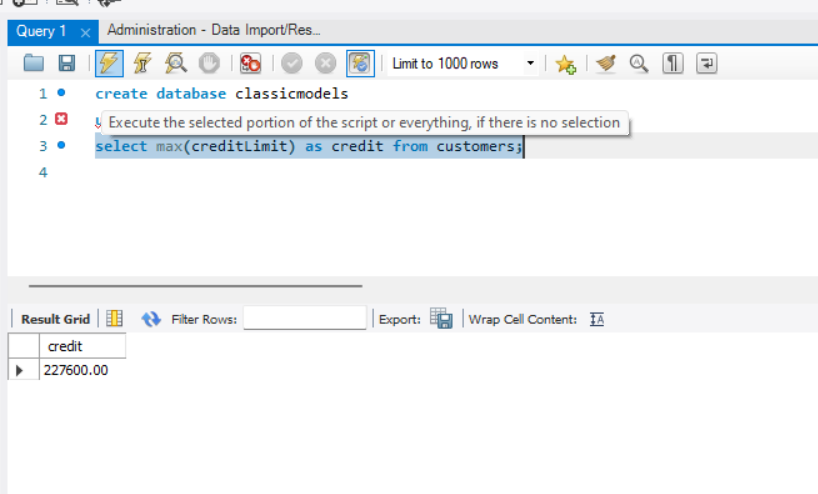 Query 1
Administration - Data Import/Res...
Limit to 1000 rows
1 create database classicmodels
2
Execute the selected portion of the script or everything, if there is no selection
3 select max(creditLimit) as credit from customers;
4
Result Grid Filter Rows: Export: Wrap Cell Content:
credit
227600.00